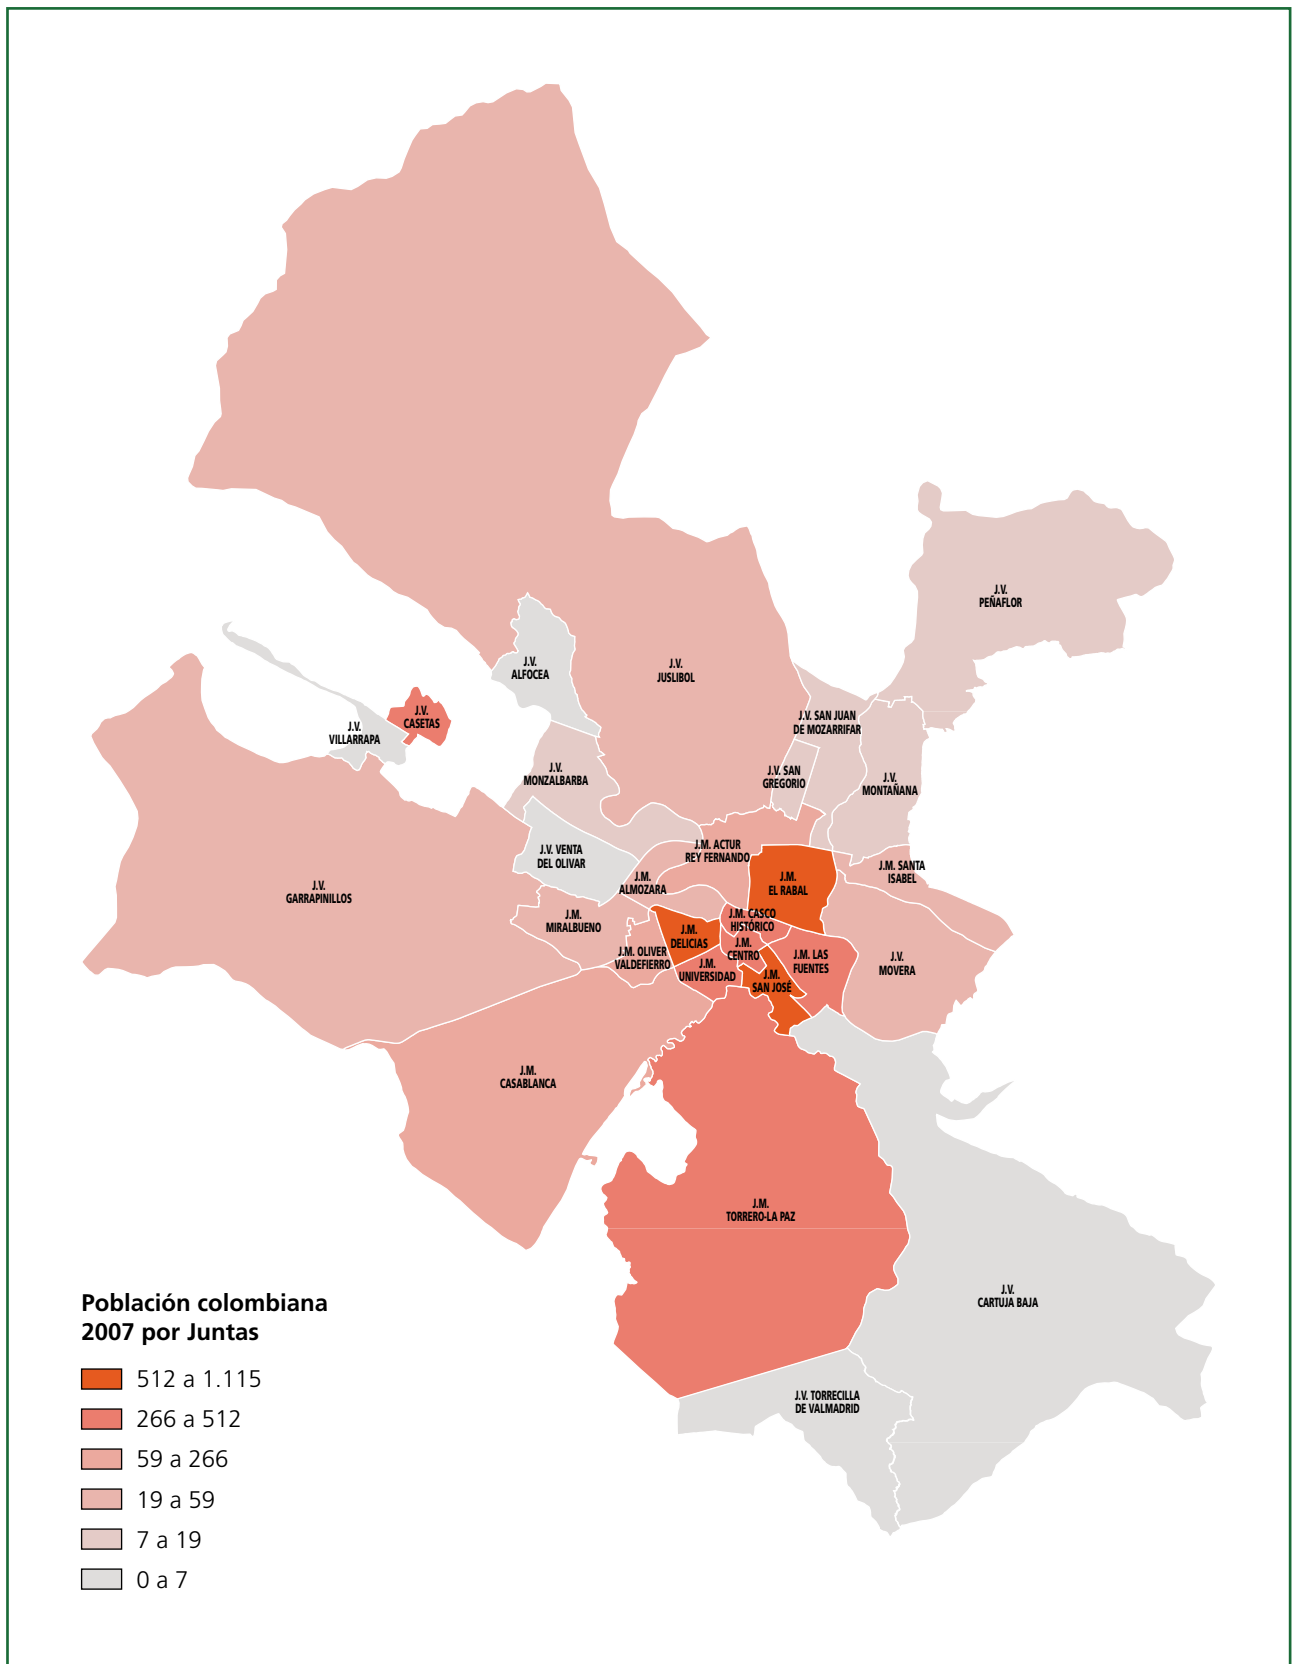 J.V.
PEÑAFLOR
J.V.
ALFOCEA
J.V.
JUSLIBOL
J.V.
CASETAS
J.V.
VILLARRAPA
J.V. SAN JUAN
DE MOZARRIFAR
J.V.
MONZALBARBA
J.V. SAN
GREGORIO
J.V.
MONTAÑANA
J.V. VENTA
DEL OLIVAR
J.M. ACTUR
REY FERNANDO
J.M. SANTA
ISABEL
J.V.
GARRAPINILLOS
J.M.
ALMOZARA
J.M.
EL RABAL
J.M.
MIRALBUENO
J.M. CASCO
HISTÓRICO
J.M.
DELICIAS
J.M. OLIVER
VALDEFIERRO
J.M.
CENTRO
J.M. LAS
FUENTES
J.V.
MOVERA
J.M.
UNIVERSIDAD
J.M.
SAN JOSÉ
J.M.
CASABLANCA
J.M.
TORRERO-LA PAZ
J.V.
CARTUJA BAJA
J.V. TORRECILLA
DE VALMADRID
Población colombiana
2007 por Juntas
512 a 1.115
266 a 512
59 a 266
19 a 59
7 a 19
0 a 7